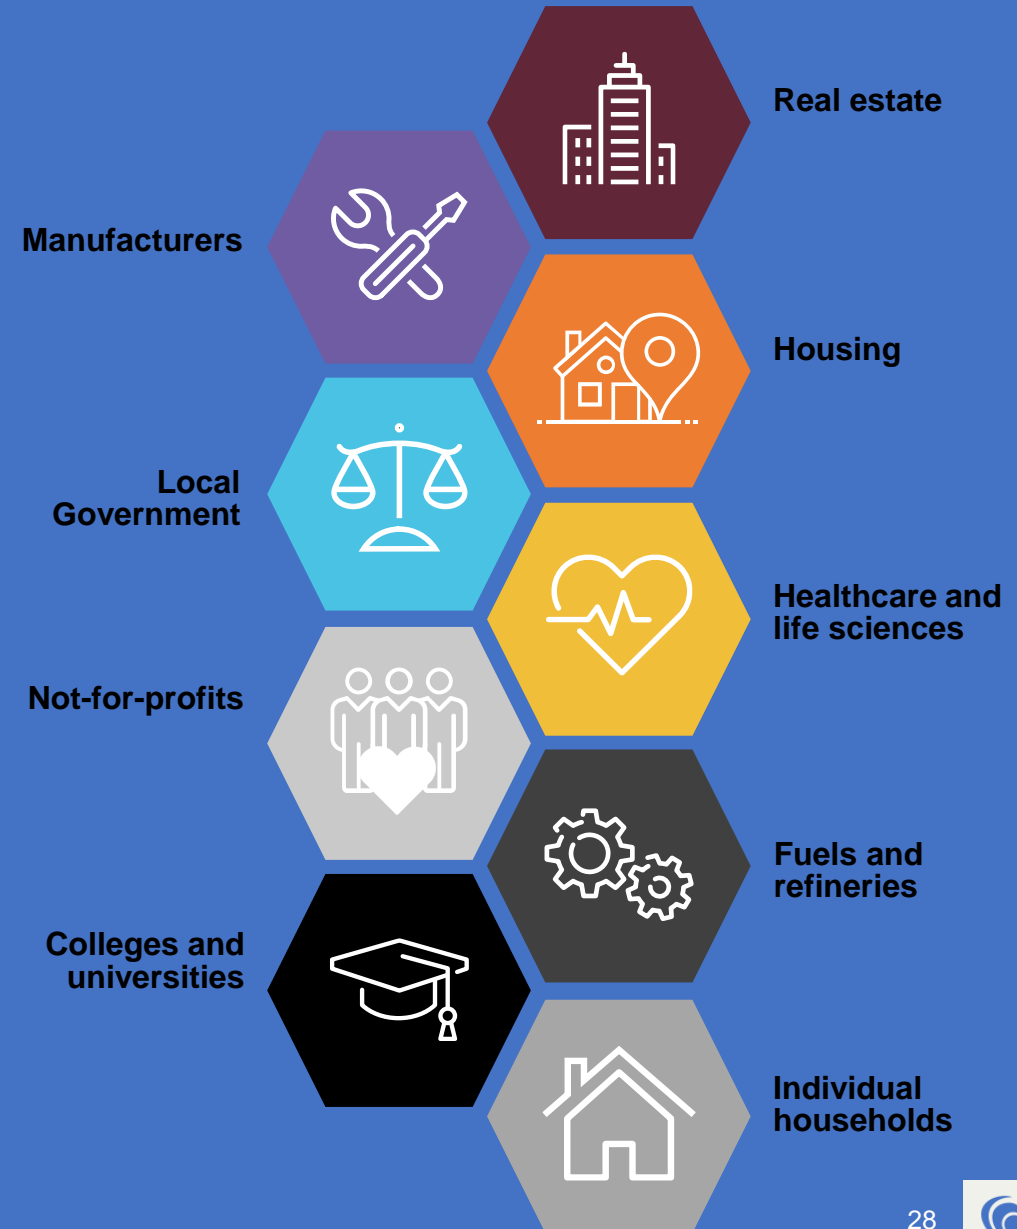 Real estate
Manufacturers
Housing
Local
Government
Healthcare and
life sciences
Not-for-profits
Fuels and
refineries
Colleges and
universities
Individual
households
28